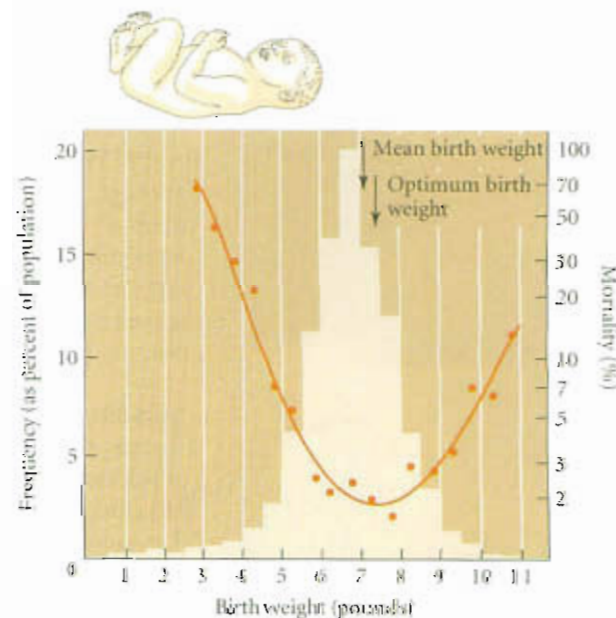 20
15
10
5
0
Frequency (as percent of population)
Mean birth weight
Optimum birth
weight
100
70
50
30
20
10
7
5
3
2
Mortality (%)
1 2 3 4 5 6 7 8 9 10 11
Birth weight (pounds)